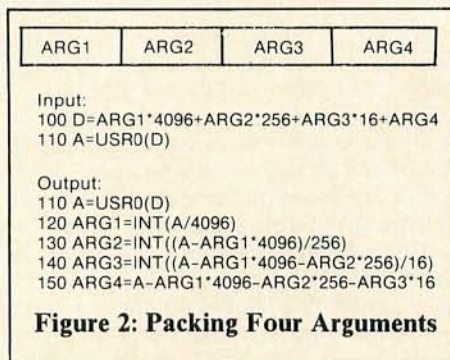 ARG1 ARG2 ARG3 ARG4
Input:
100 D=ARG1*4096+ARG2*256+ARG3*16+ARG4
110 A=USR0(D)
Output:
110 A=USR0(D)
120 ARG1=INT(A/4096)
130 ARG2=INT((A-ARG1*4096)/256)
140 ARG3=INT((A-ARG1*4096-ARG2*256)/16)
150 ARG4=A-ARG1*4096-ARG2*256-ARG3*16
Figure 2: Packing Four Arguments